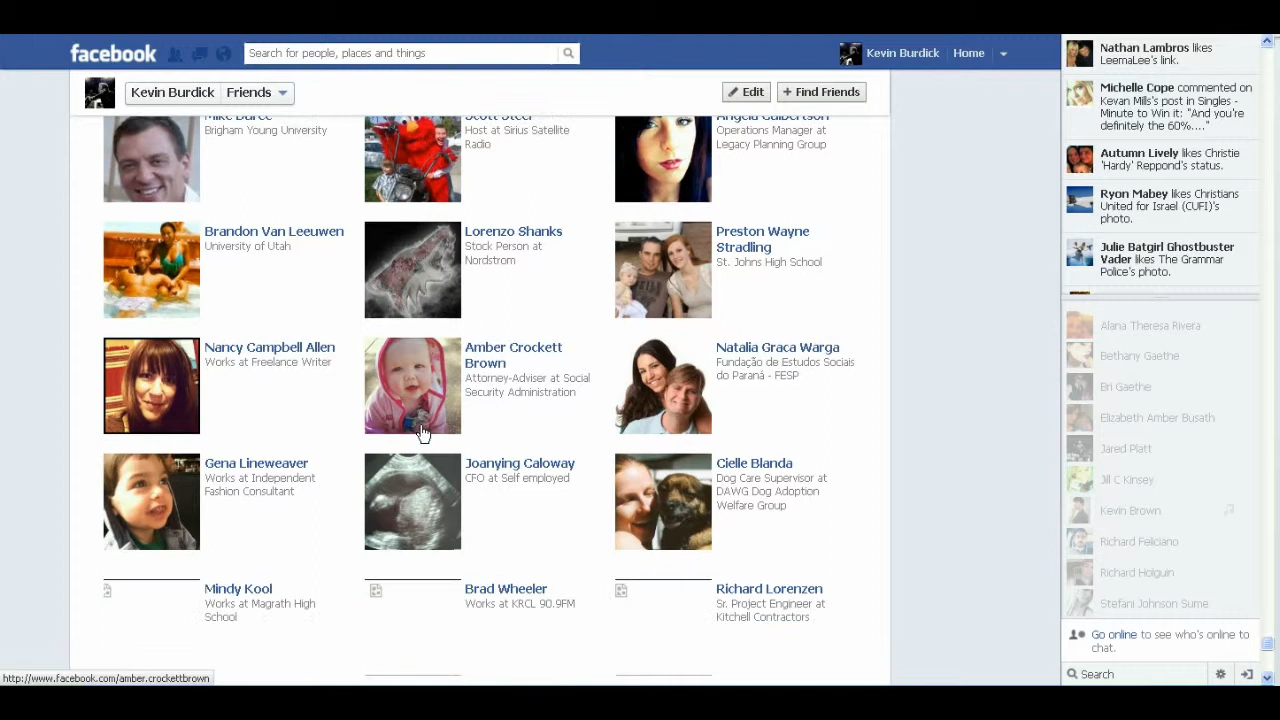 facebook
Search for people, places and things
Kevin Burdick
Home
Kevin Burdick
Friends
Edit
+ Find Friends
Brigham Young University
Scott Steer
Host at Sirius Satellite
Radio
Angela Culbertson
Operations Manager at
Legacy Planning Group
Brandon Van Leeuwen
University of Utah
Lorenzo Shanks
Stock Person at
Nordstrom
Preston Wayne
Stradling
St. Johns High School
Nancy Campbell Allen
Works at Freelance Writer
Amber Crockett
Brown
Attorney-Adviser at Social
Security Administration
Natalia Graca Warga
Fundação de Estudos Sociais
do Paraná - FESP
Gena Lineweaver
Works at Independent
Fashion Consultant
Joanying Caloway
CFO at Self employed
Cielle Blanda
Dog Care Supervisor at
DAWG Dog Adoption
Welfare Group
Mindy Kool
Works at Magrath High
School
Brad Wheeler
Works at KRCL 90.9FM
Richard Lorenzen
Sr. Project Engineer at
Kitchell Contractors
http://www.facebook.com/amber.crockettbrown
Nathan Lambros likes
LeemaLee's link.
Michelle Cope commented on
Kevan Mills's post in Singles -
Minute to Win it: "And you're
definitely the 60%...."
Autumn Lively likes Christie
'Hardy' Reppond's status.
Ryon Mabey likes Christians
United for Israel (CUFI)'s
photo.
Julie Batgirl Ghostbuster
Vader likes The Grammar
Police's photo.
Alana Theresa Rivera
Bethany Gaethe
Bri Gaethe
Elizabeth Amber Busath
Jared Platt
Jill C Kinsey
Kevin Brown
Richard Feliciano
Richard Holguin
Stefani Johnson Sume
Go online to see who's online to
chat.
Search